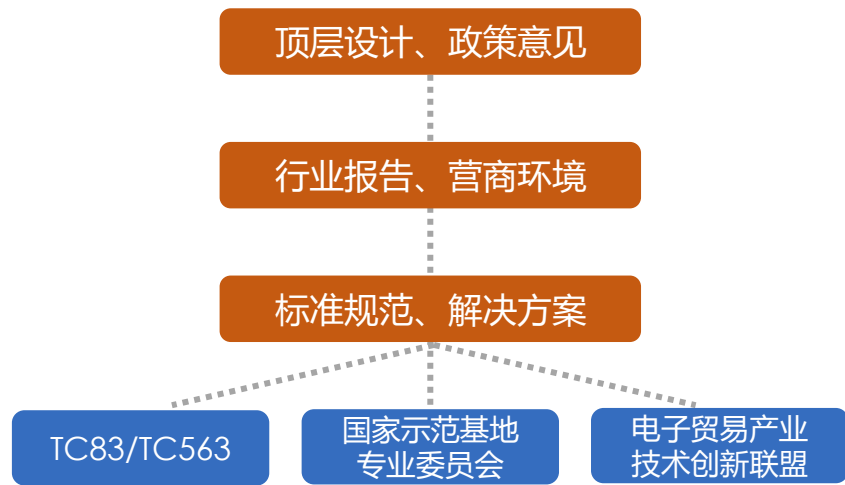 顶层设计、政策意见
行业报告、营商环境
标准规范、解决方案
TC83/TC563
国家示范基地
专业委员会
电子贸易产业
技术创新联盟